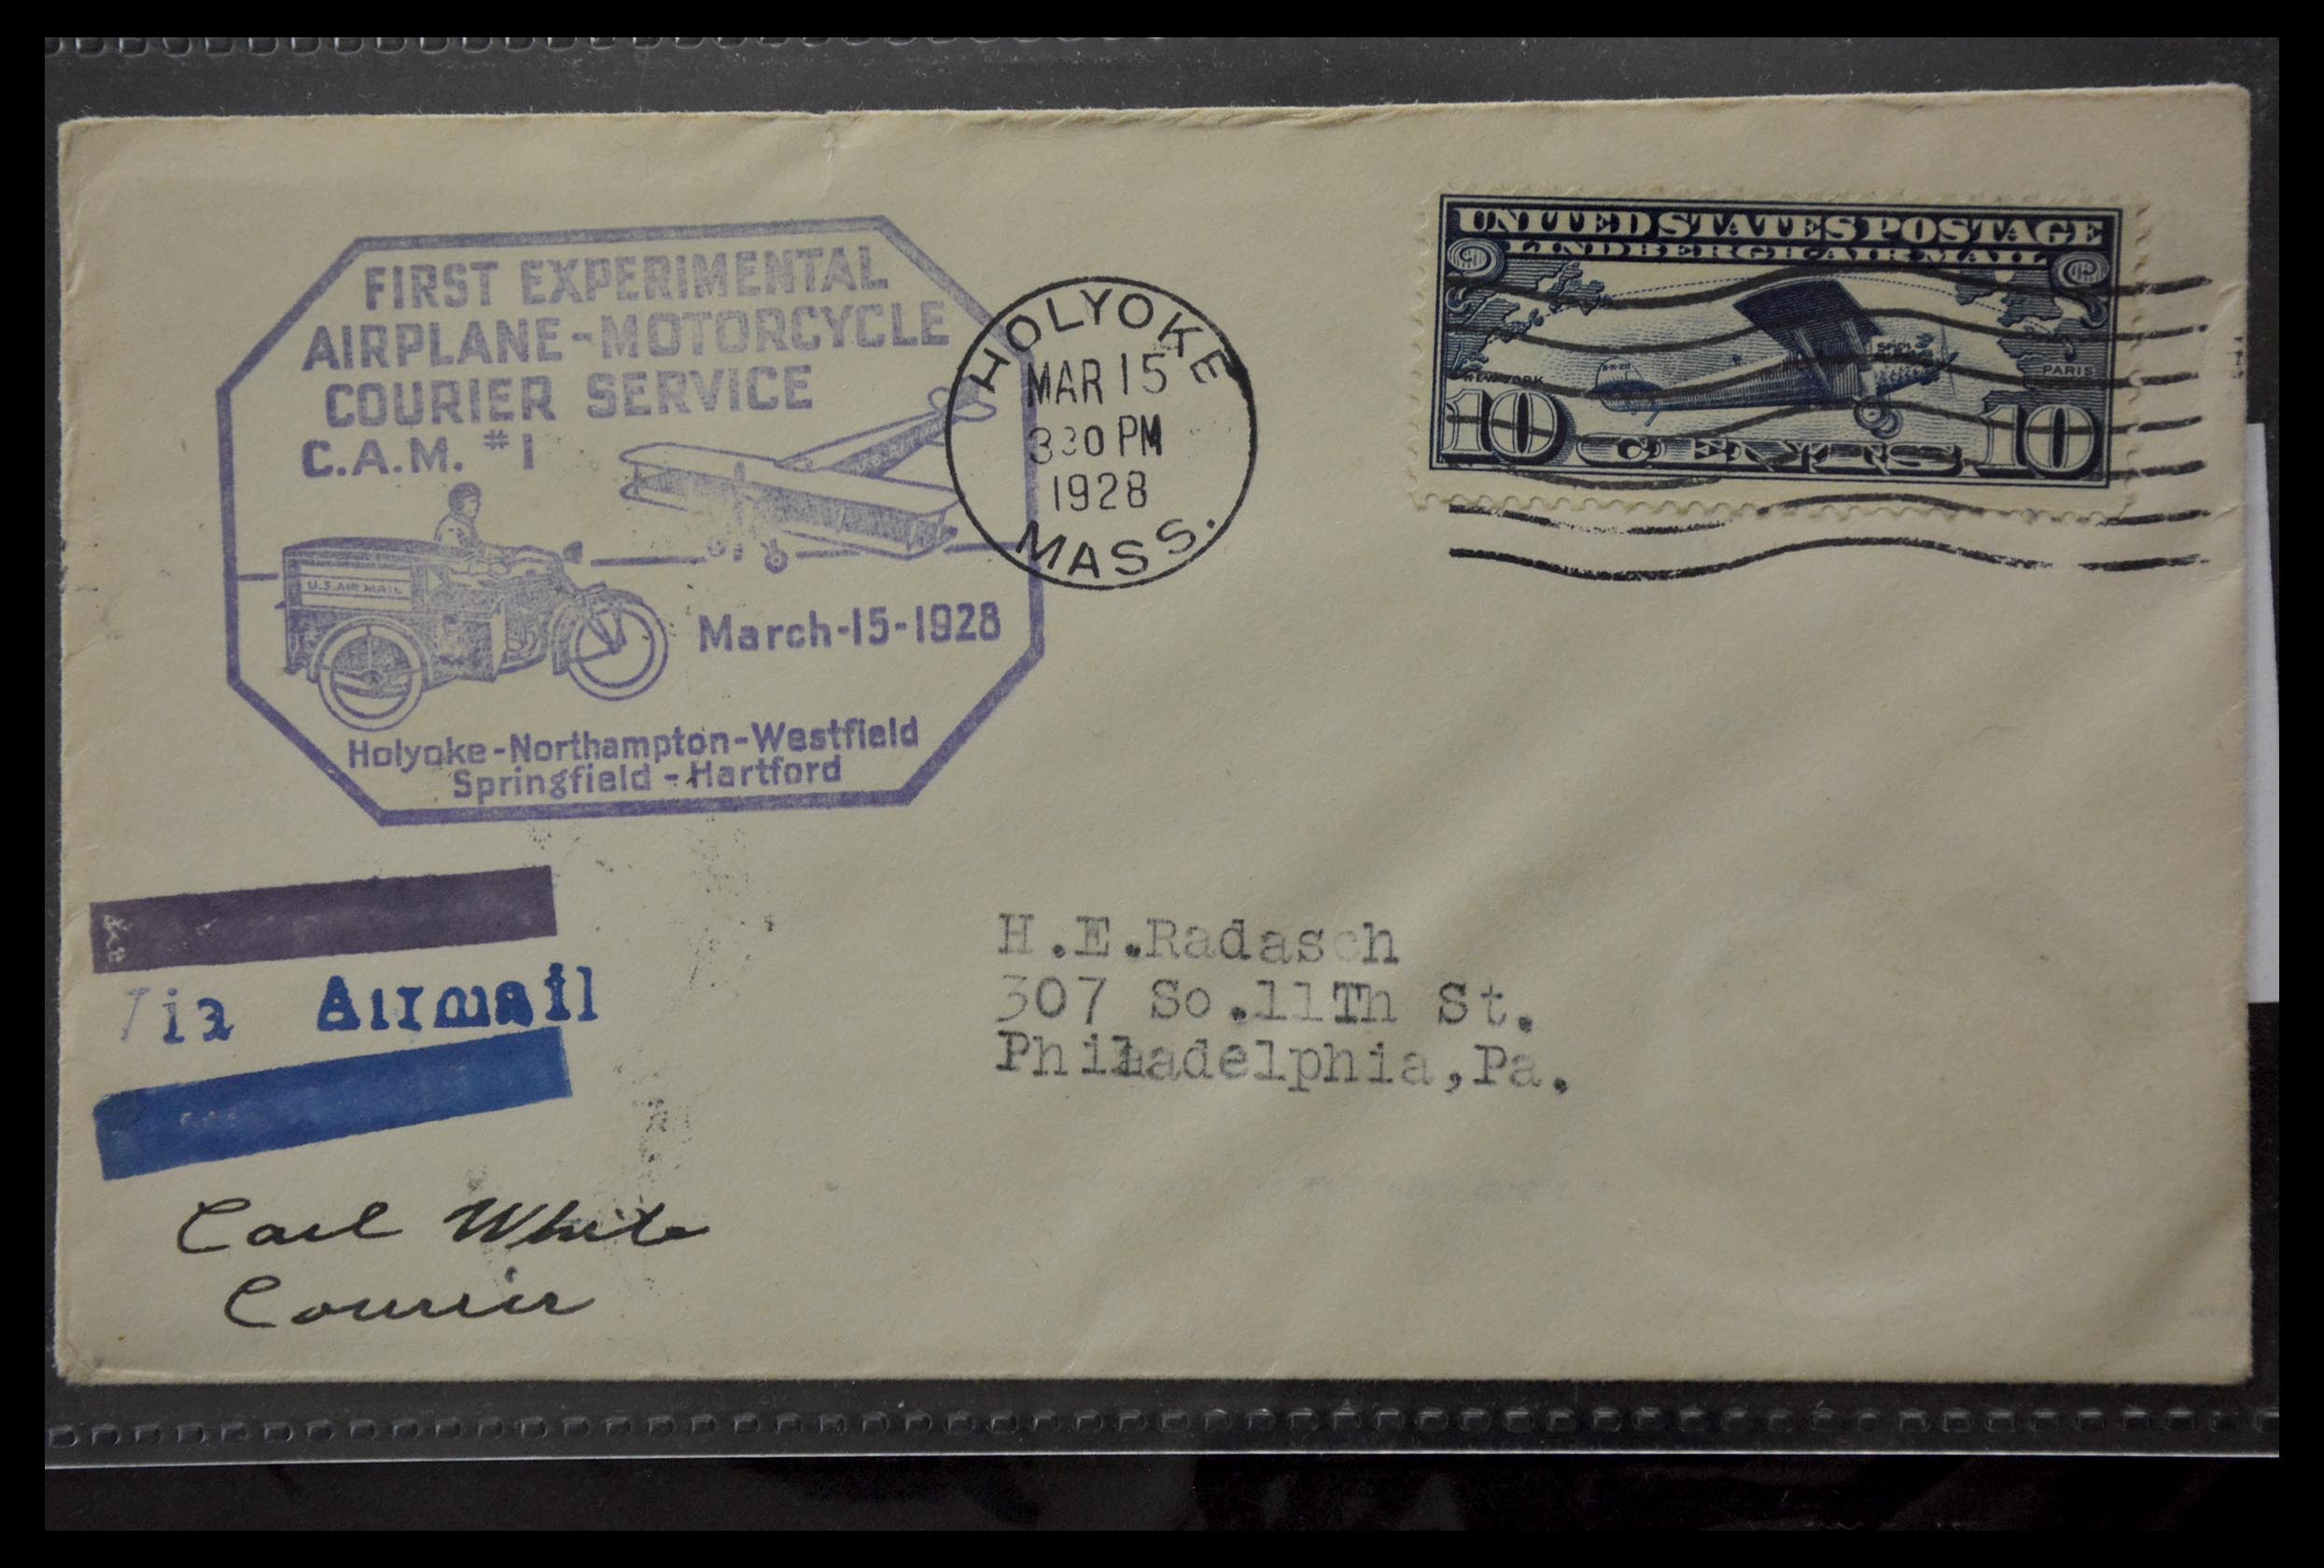 FIRST EXPERIMENTAL
AIRPLANE-MOTORCYCLE
COURIER SERVICE
C.A.M. #1
U.S. AIR MAIL
March-15-1928
Holyoke-Northampton-Westfield
Springfield - Hartford
HOLYOKE
MAR 15
330 PM
1928
MASS.
UNITED STATES POSTAGE
LINDBERGH AIR MAIL
NEW YORK
PARIS
10 CENTS 10
Via Airmail
H.E.Radasch
307 So.11Th St.
Philadelphia,Pa.
Carl White
Courier